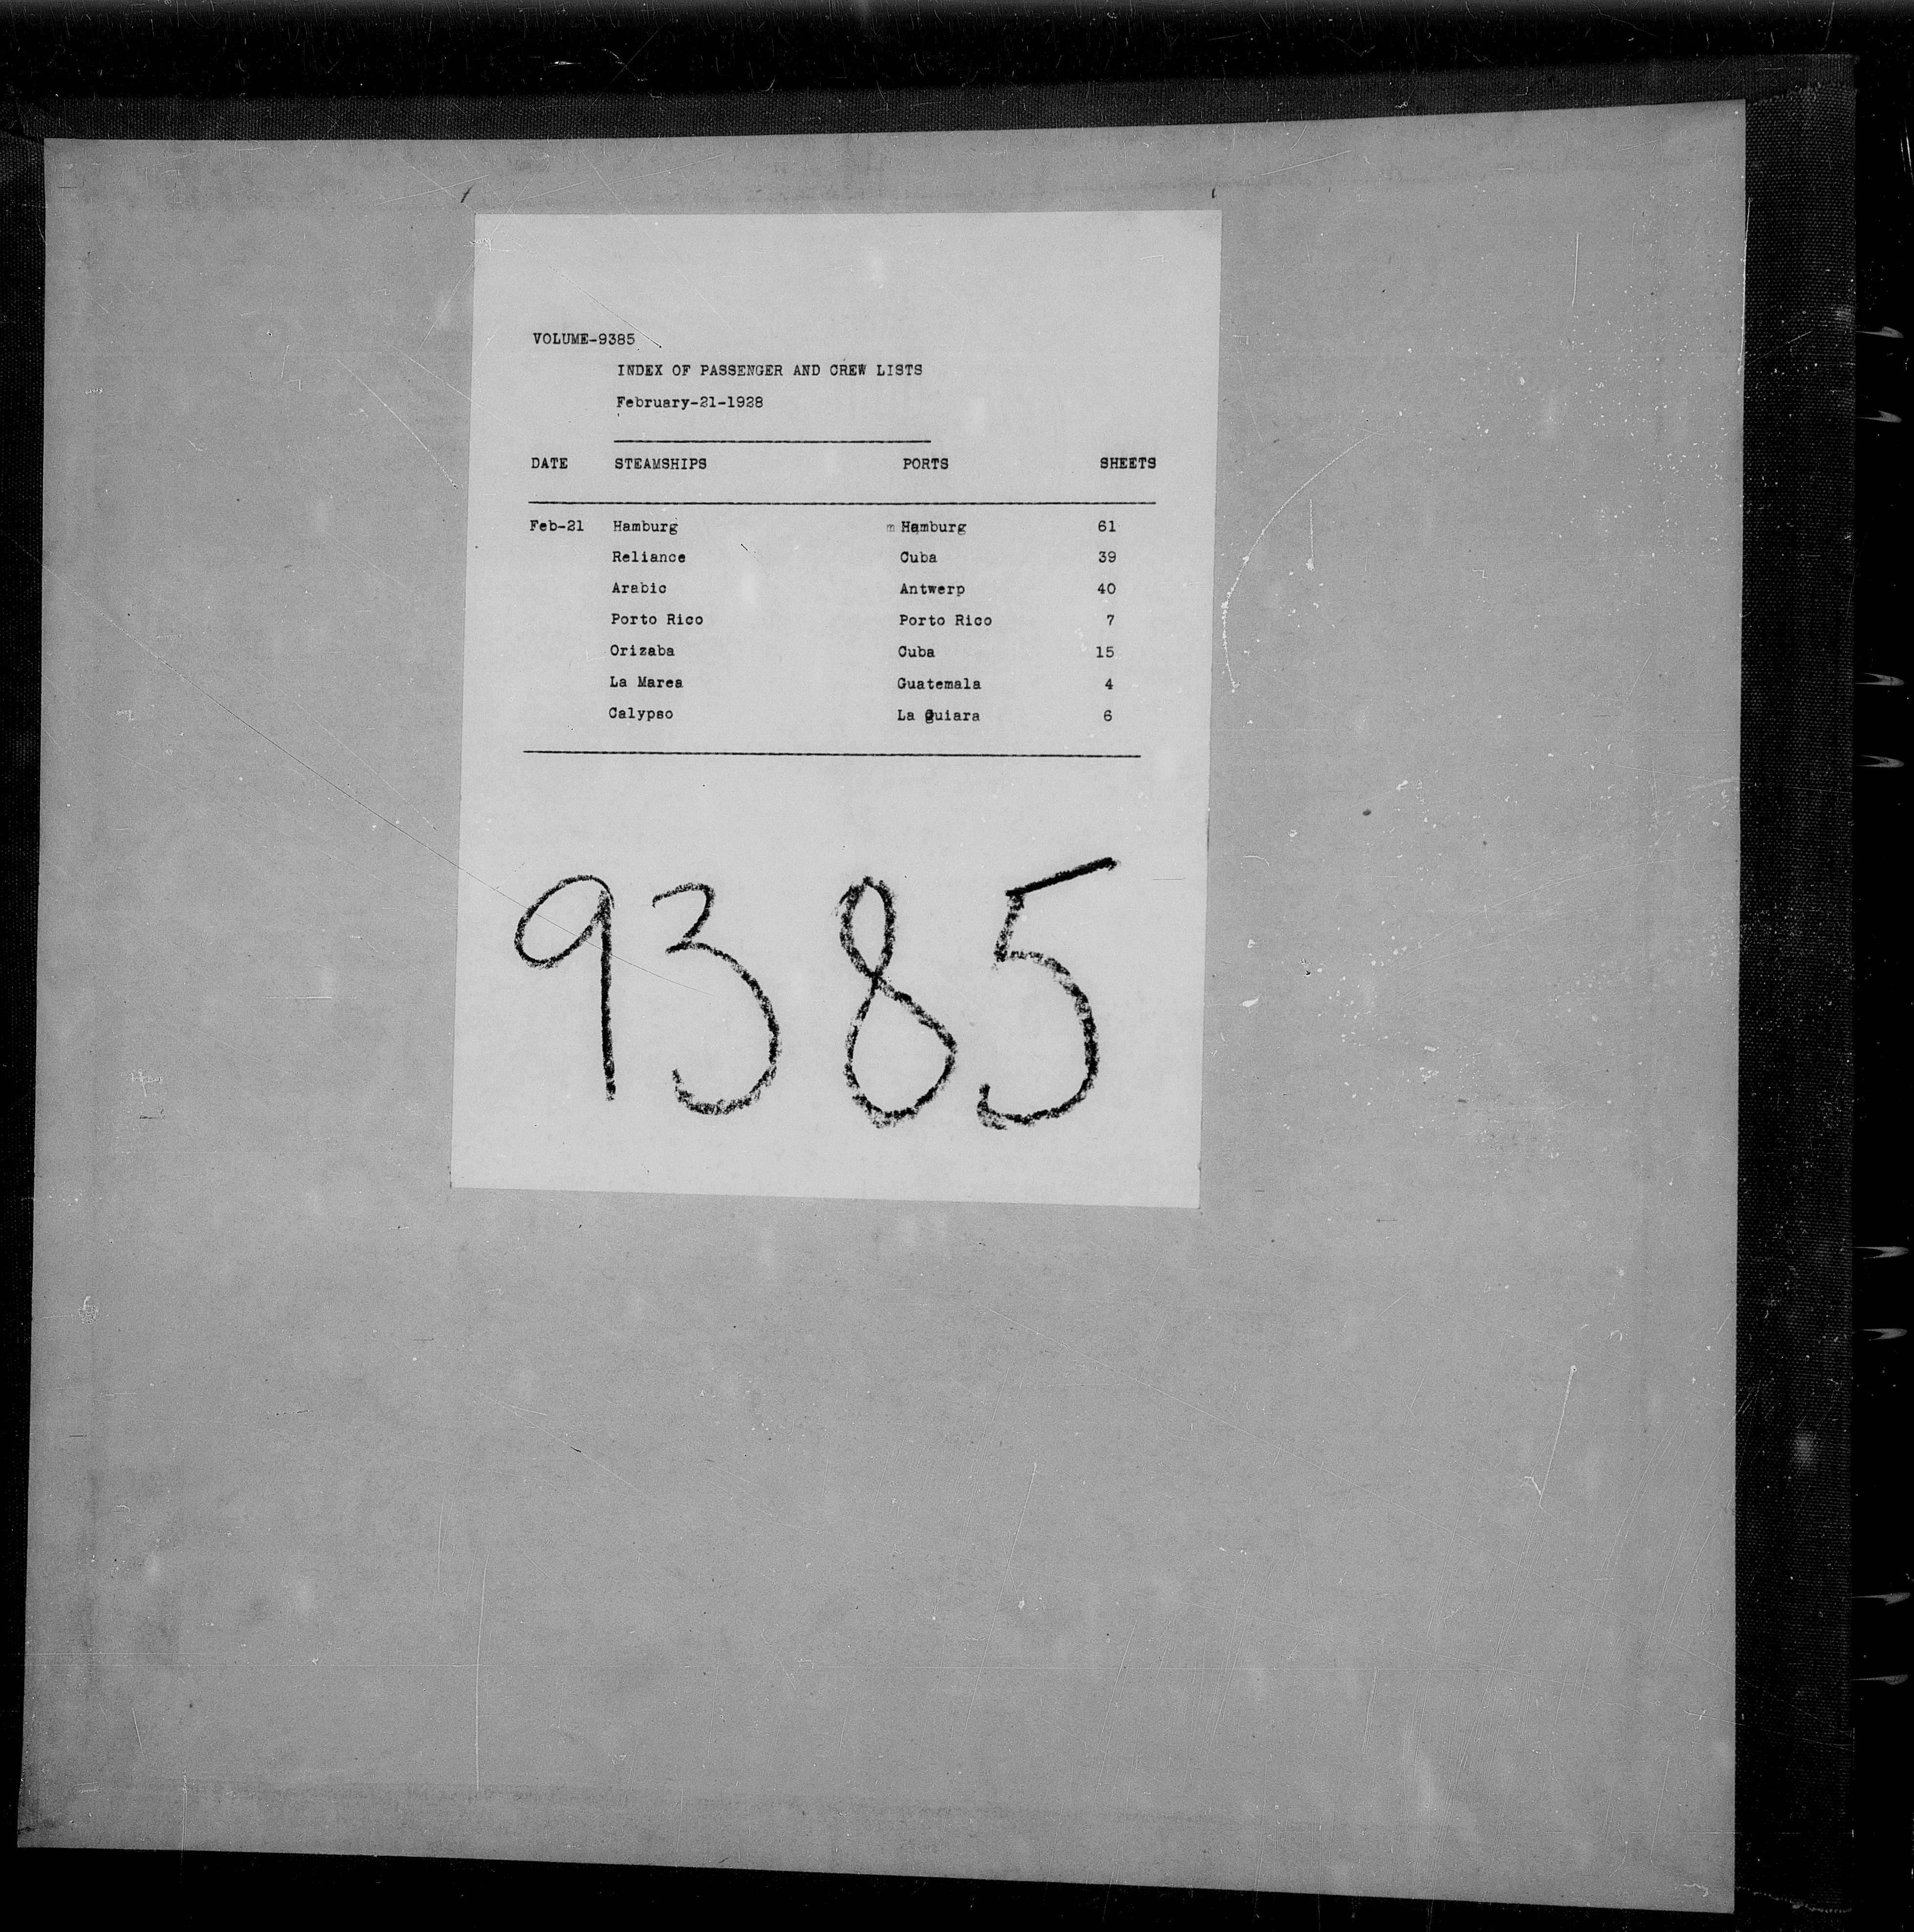 VOLUME-9385
INDEX OF PASSENGER AND CREW LISTS
February-21-1928
DATE STEAMSHIPS PORTS SHEETS
Feb-21 Hamburg m Hamburg 61
Reliance Cuba 39
Arabic Antwerp 40
Porto Rico Porto Rico 7
Orizaba Cuba 15
La Marea Guatemala 4
Calypso La Guiara 6
9385